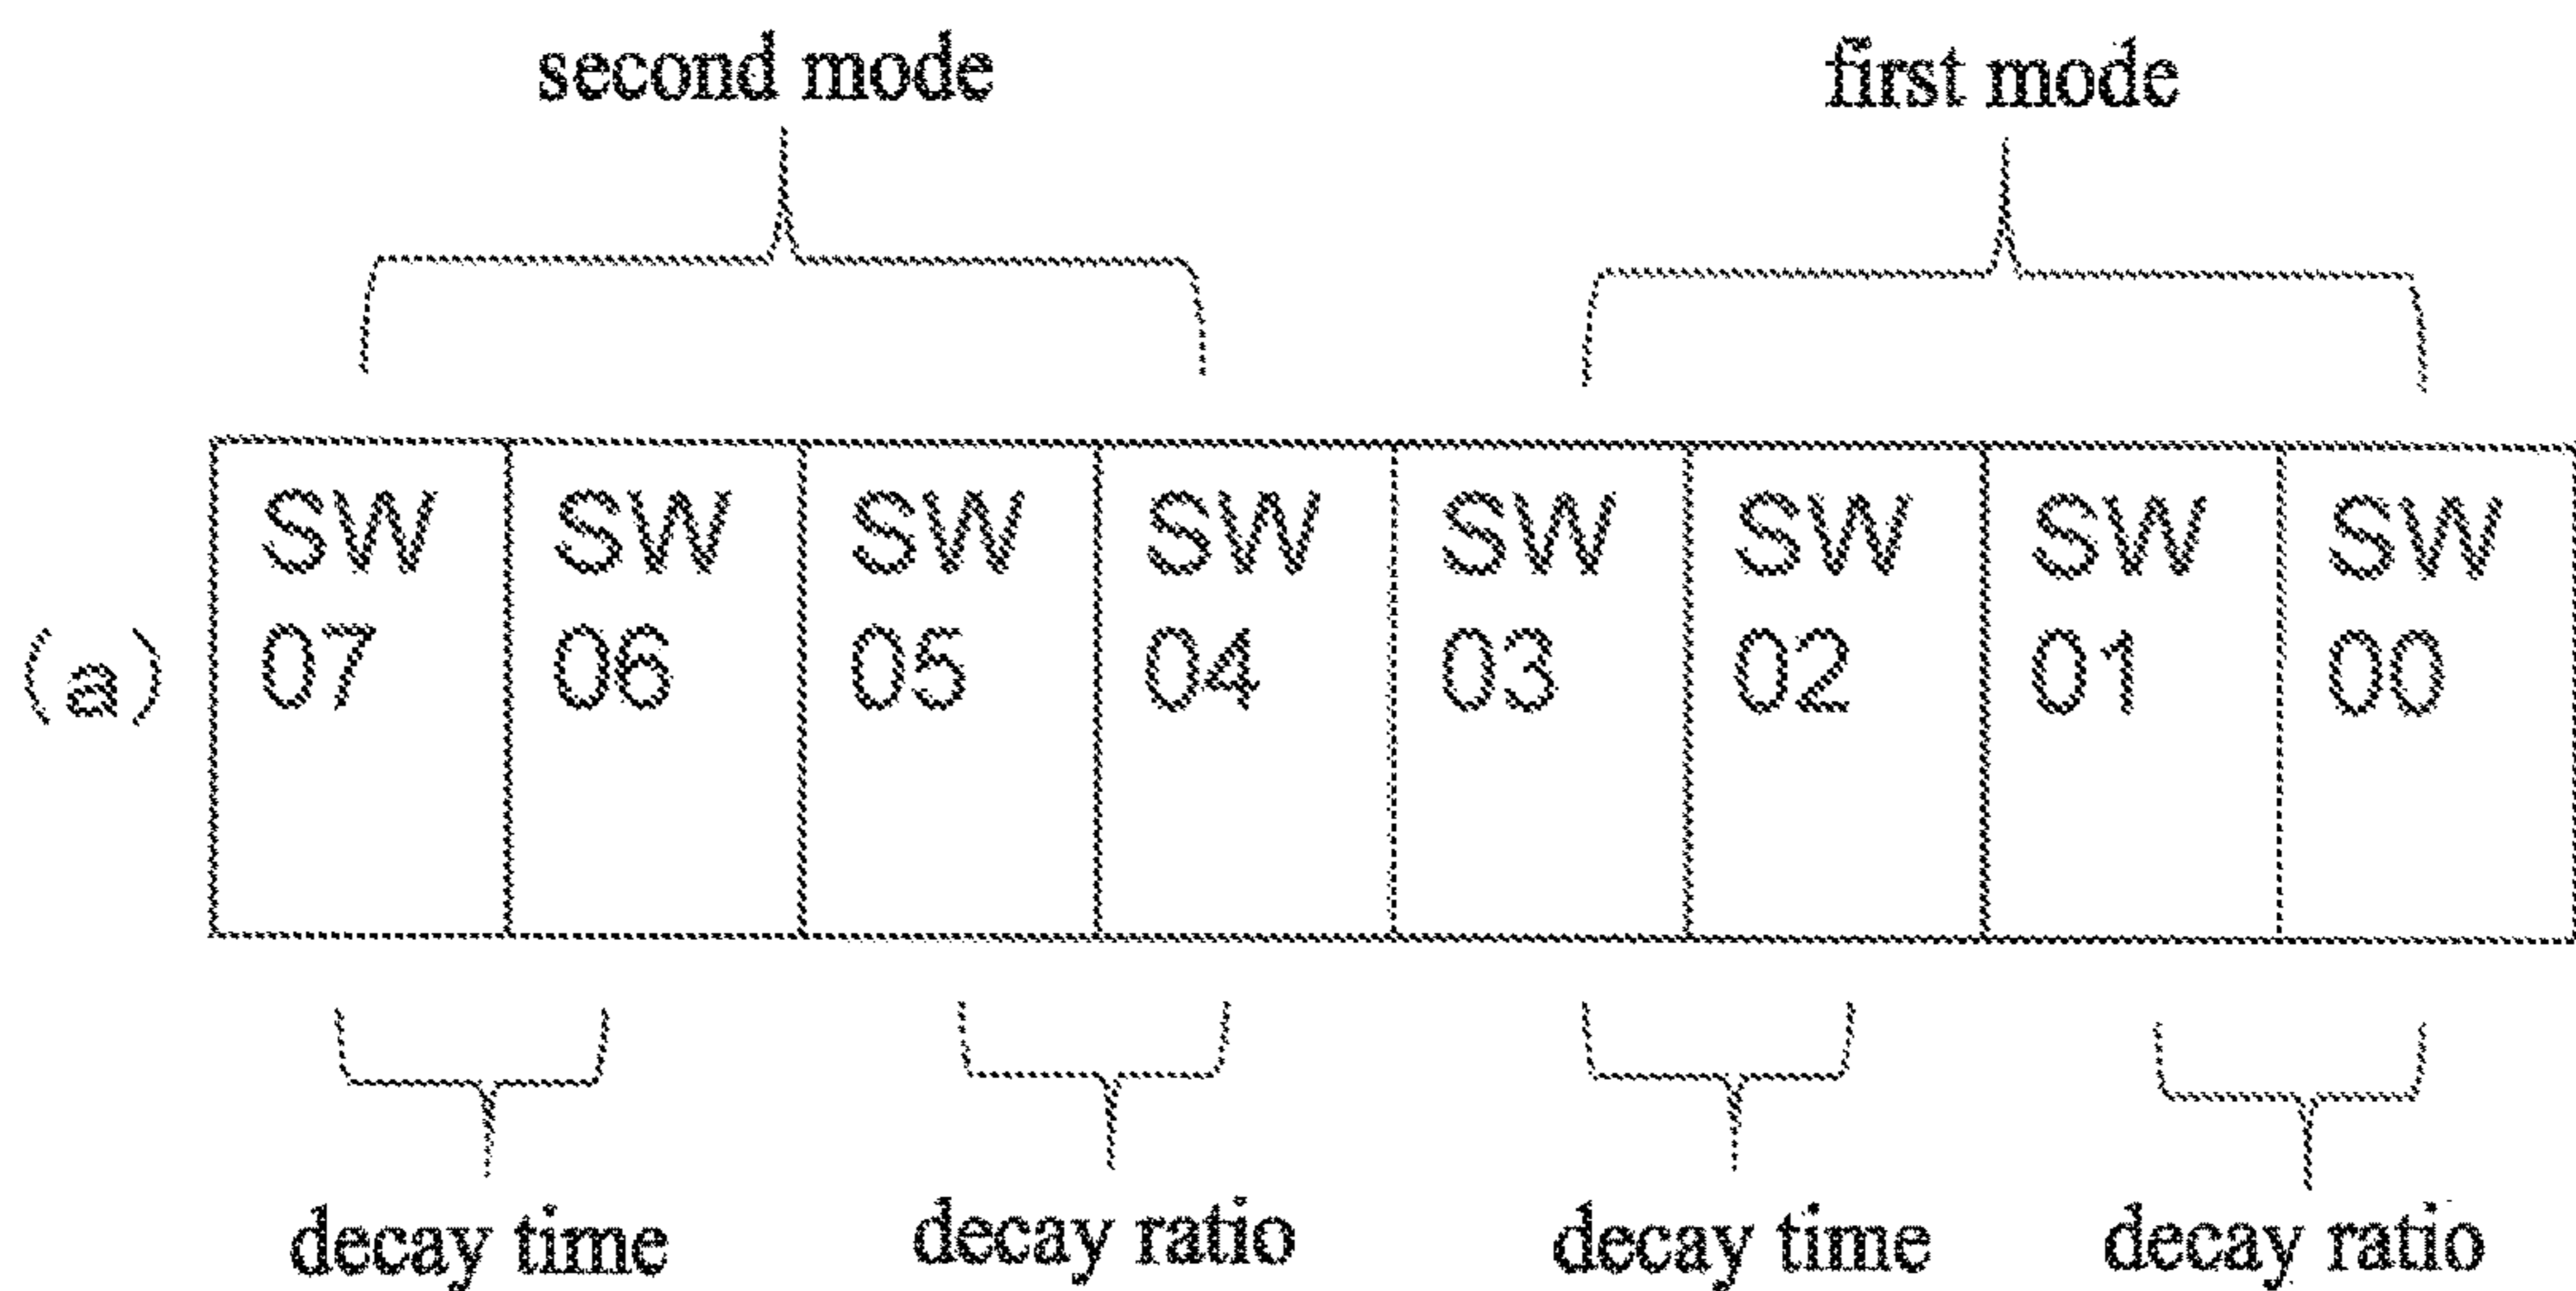 second mode first mode
SW SW SW SW SW SW SW SW
(a) 07 06 05 04 03 02 01 00
decay time decay ratio decay time decay ratio